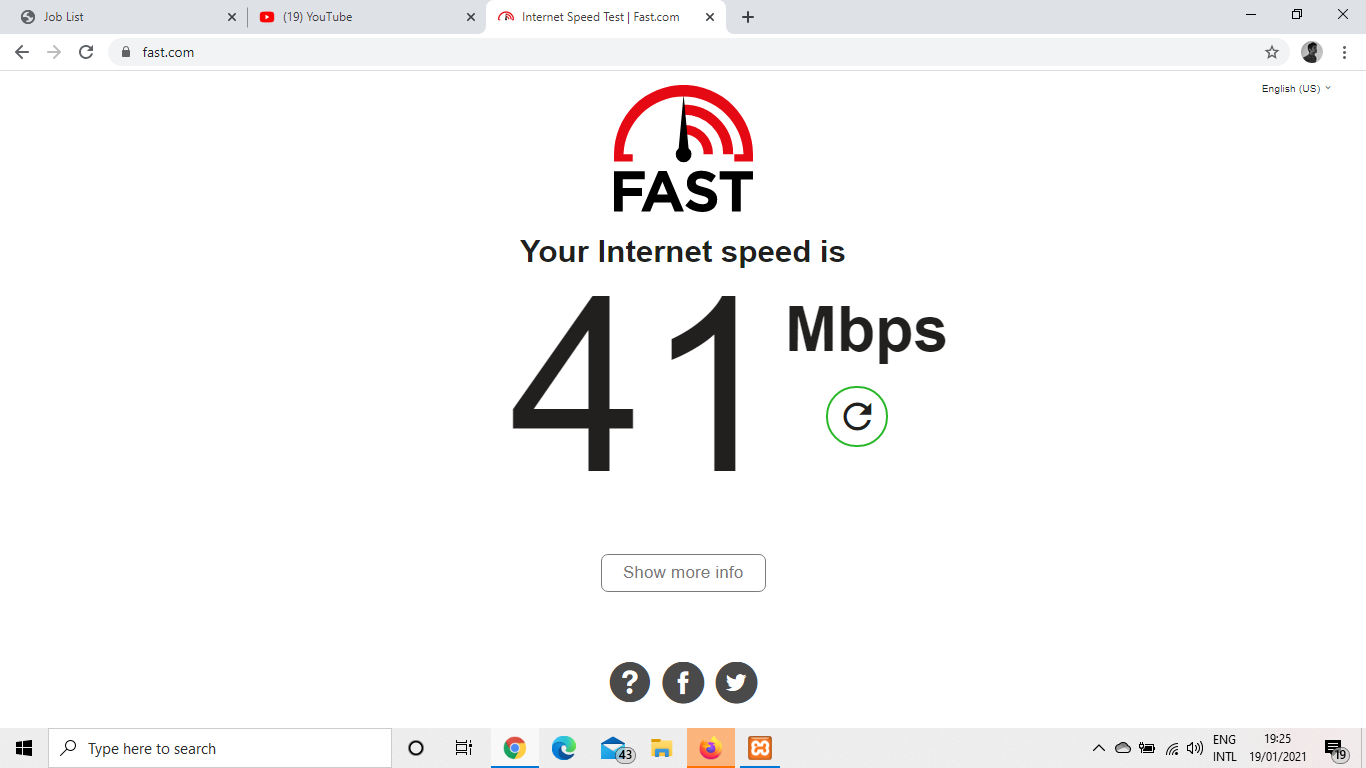 Job List
(19) YouTube
Internet Speed Test | Fast.com
fast.com
English (US)
FAST
Your Internet speed is
41 Mbps
Show more info
?
f
Type here to search
43
ENG
INTL
19:25
19/01/2021
19